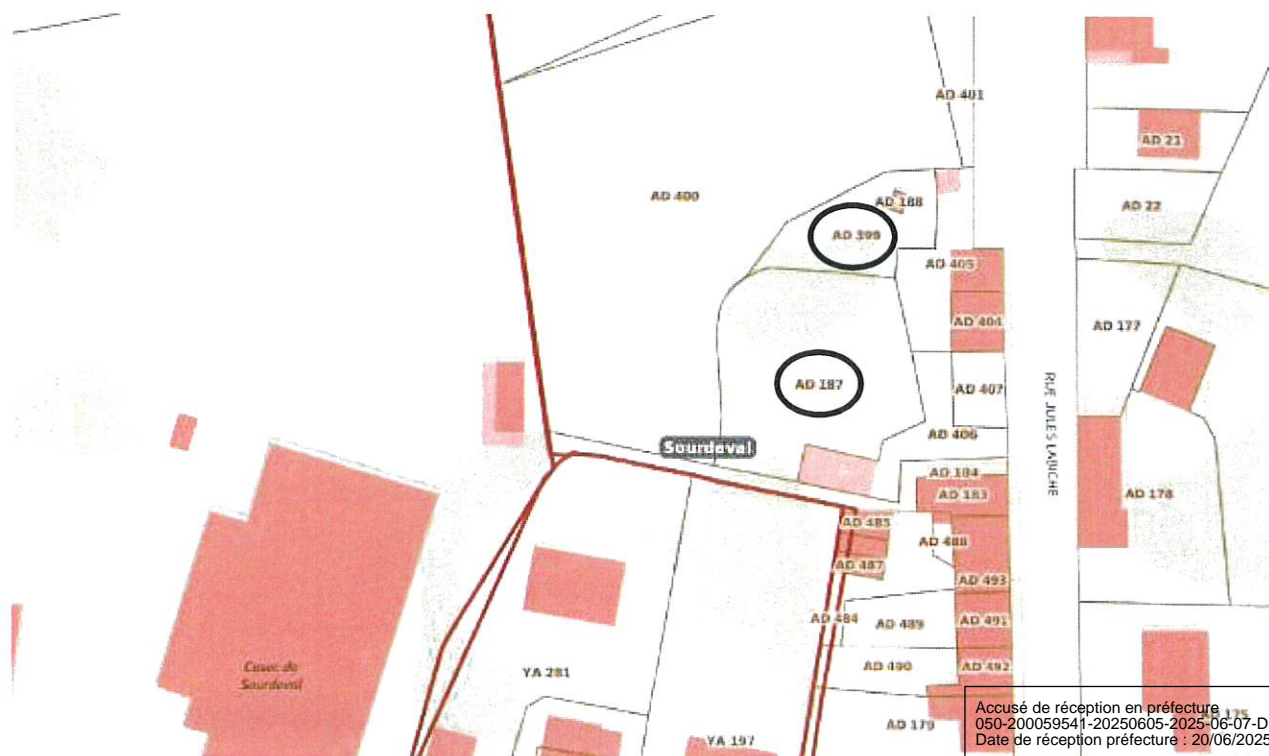 AD 401
AD 21
AD 400
AD 188
AD 22
AD 399
AD 405
AD 404
AD 177
AD 187
AD 407
RUE JULES LABICHE
AD 406
Sourdeval
AD 184
AD 183
AD 178
AD 485
AD 488
AD 487
AD 493
AD 484
AD 489
AD 491
AD 490
AD 492
Cosec de
Sourdeval
YA 281
AD 179
YA 197
Accusé de réception en préfecture
050-200059541-20250605-2025-06-07-D
Date de réception préfecture : 20/06/2025